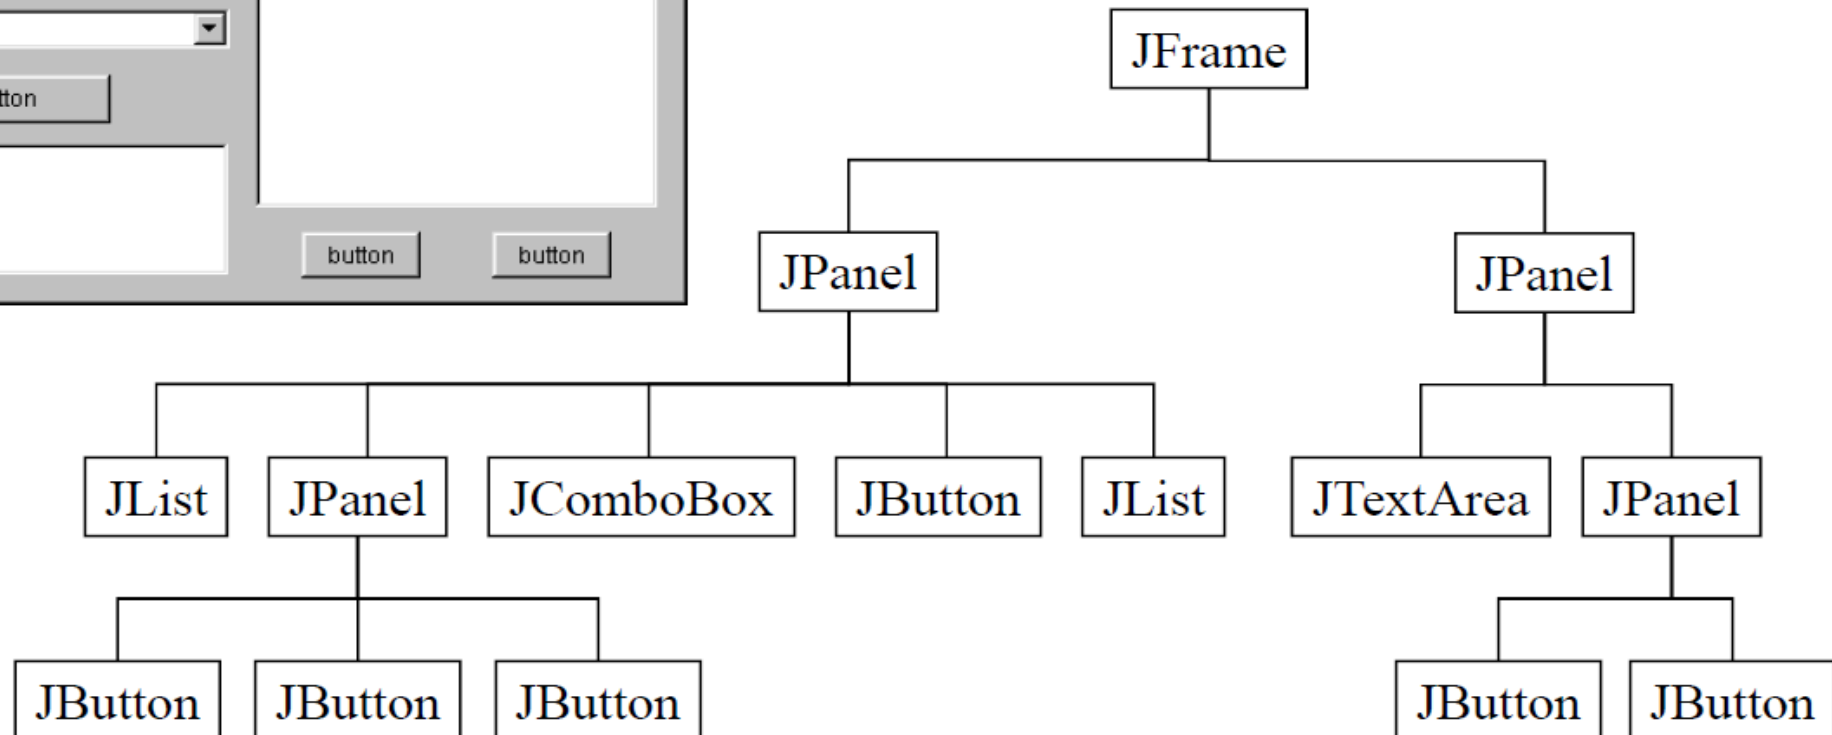 JFrame
tton
button
button
JPanel
JPanel
JList
JPanel
JComboBox
JButton
JList
JTextArea
JPanel
JButton
JButton
JButton
JButton
JButton